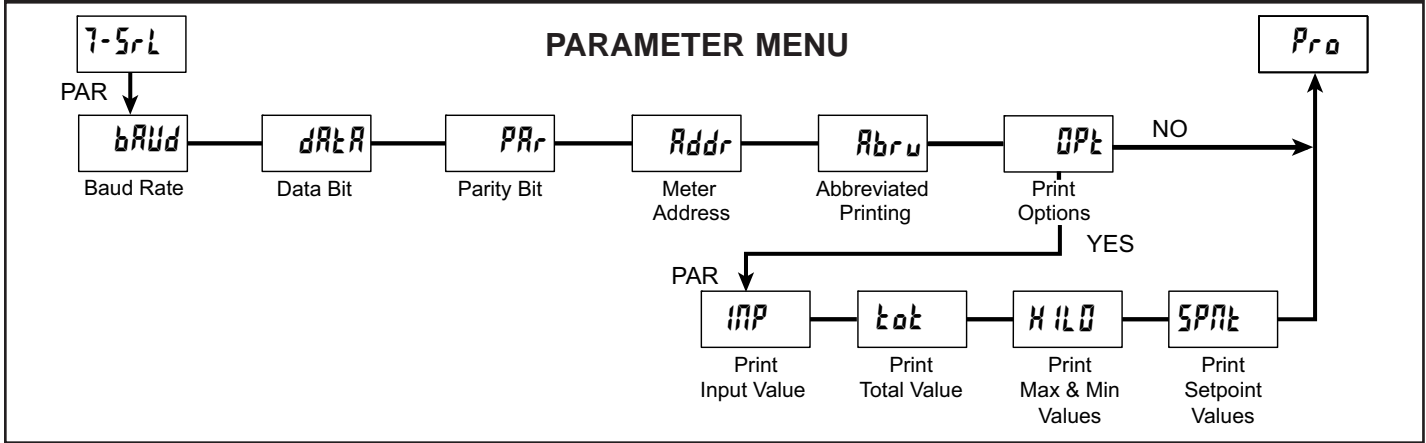 7-SrL
PARAMETER MENU
Pro
PAR
bAUd
dAtA
PAr
Addr
Abrv
OPt
NO
Baud Rate
Data Bit
Parity Bit
Meter
Address
Abbreviated
Printing
Print
Options
YES
PAR
INP
tot
HILO
SPNt
Print
Input Value
Print
Total Value
Print
Max & Min
Values
Print
Setpoint
Values